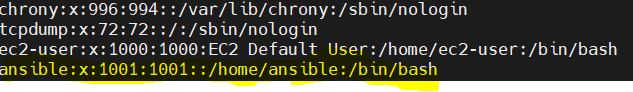 chrony:x:996:994::/var/lib/chrony:/sbin/nologin
tcpdump:x:72:72::/:/sbin/nologin
ec2-user:x:1000:1000:EC2 Default User:/home/ec2-user:/bin/bash
ansible:x:1001:1001::/home/ansible:/bin/bash